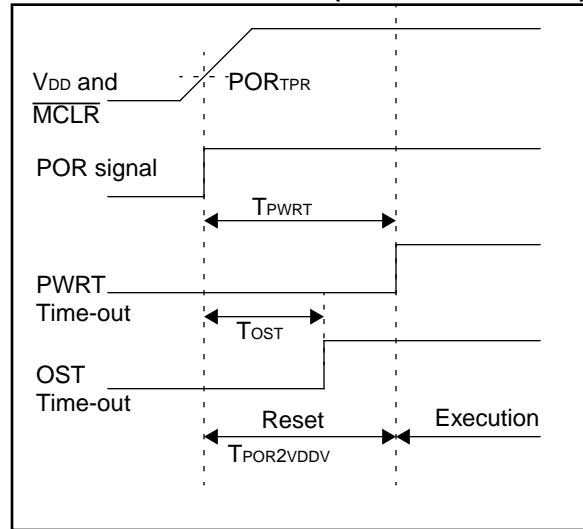 VDD and
MCLR
PORTPR
POR signal
TPWRT
PWRT
Time-out
TOST
OST
Time-out
Reset
Execution
TPOR2VDDV